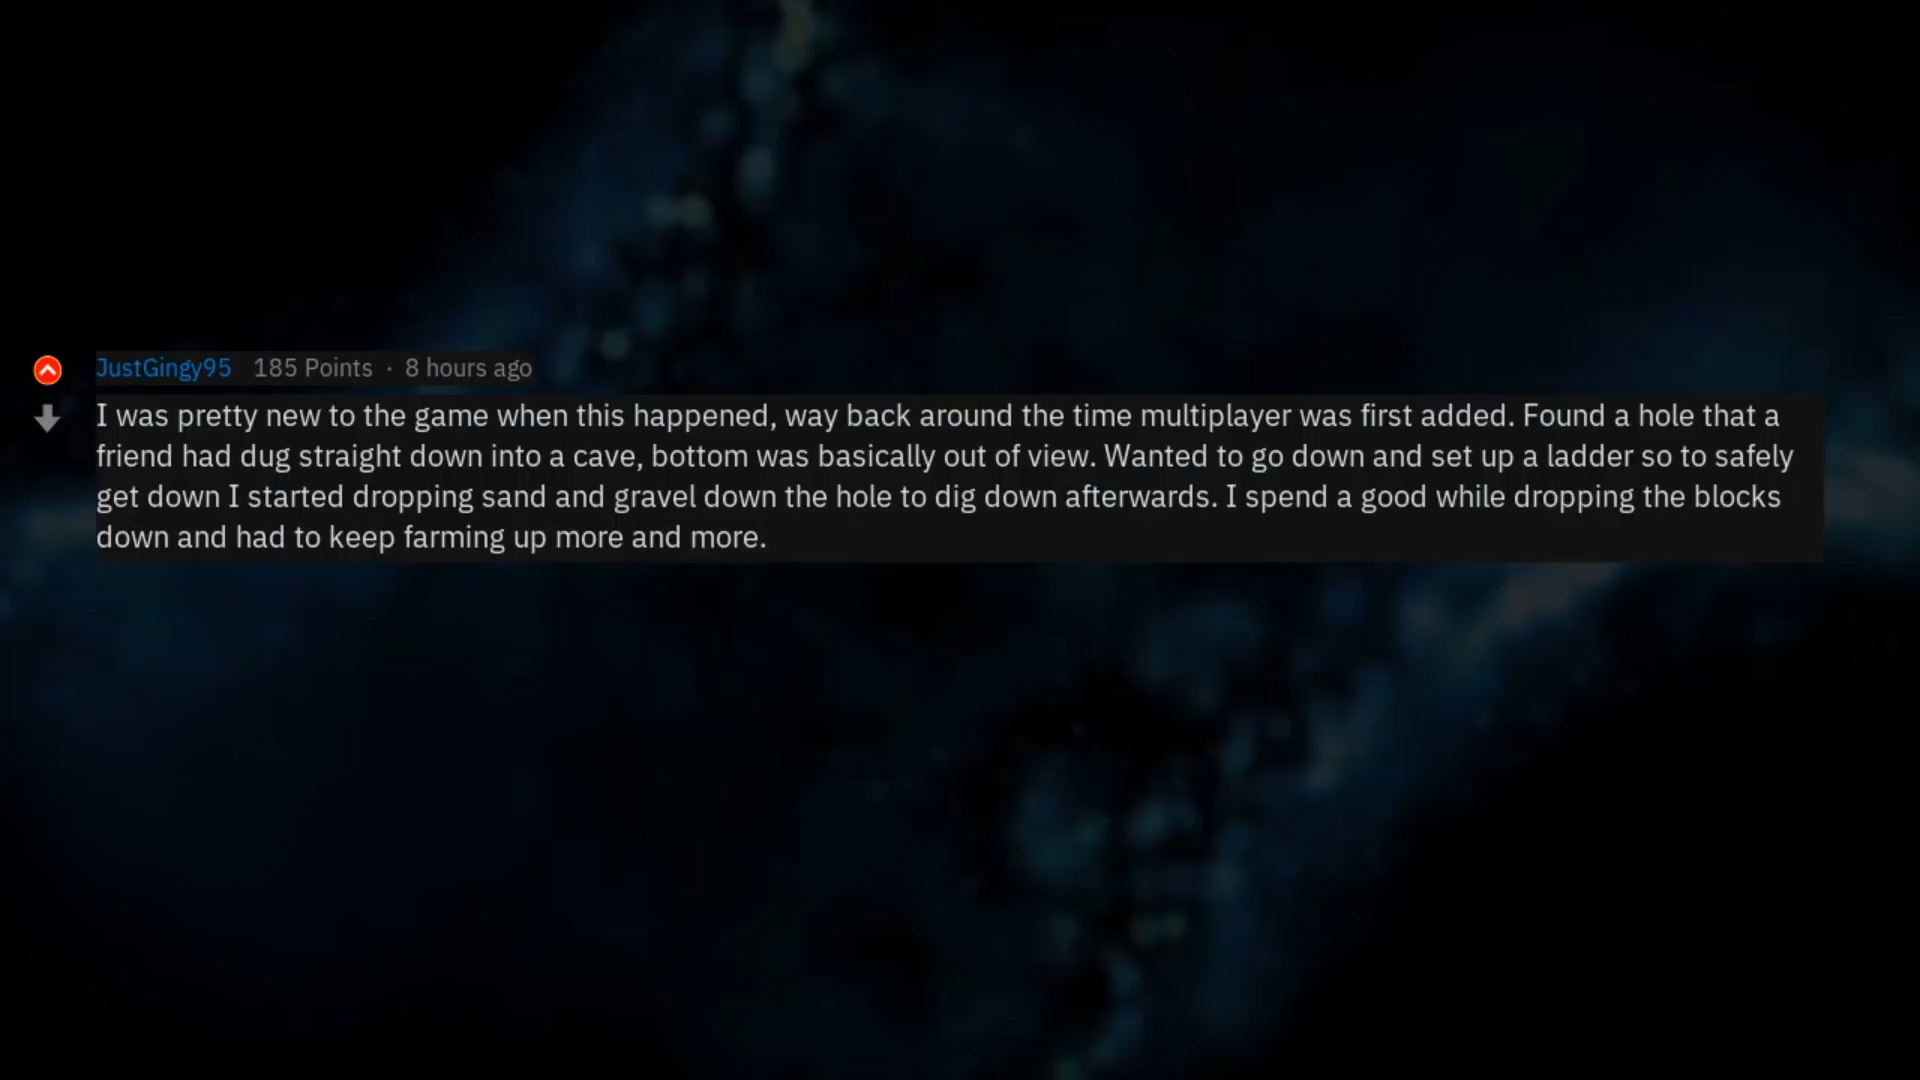 JustGingy95 185 Points · 8 hours ago
I was pretty new to the game when this happened, way back around the time multiplayer was first added. Found a hole that a
friend had dug straight down into a cave, bottom was basically out of view. Wanted to go down and set up a ladder so to safely
get down I started dropping sand and gravel down the hole to dig down afterwards. I spend a good while dropping the blocks
down and had to keep farming up more and more.